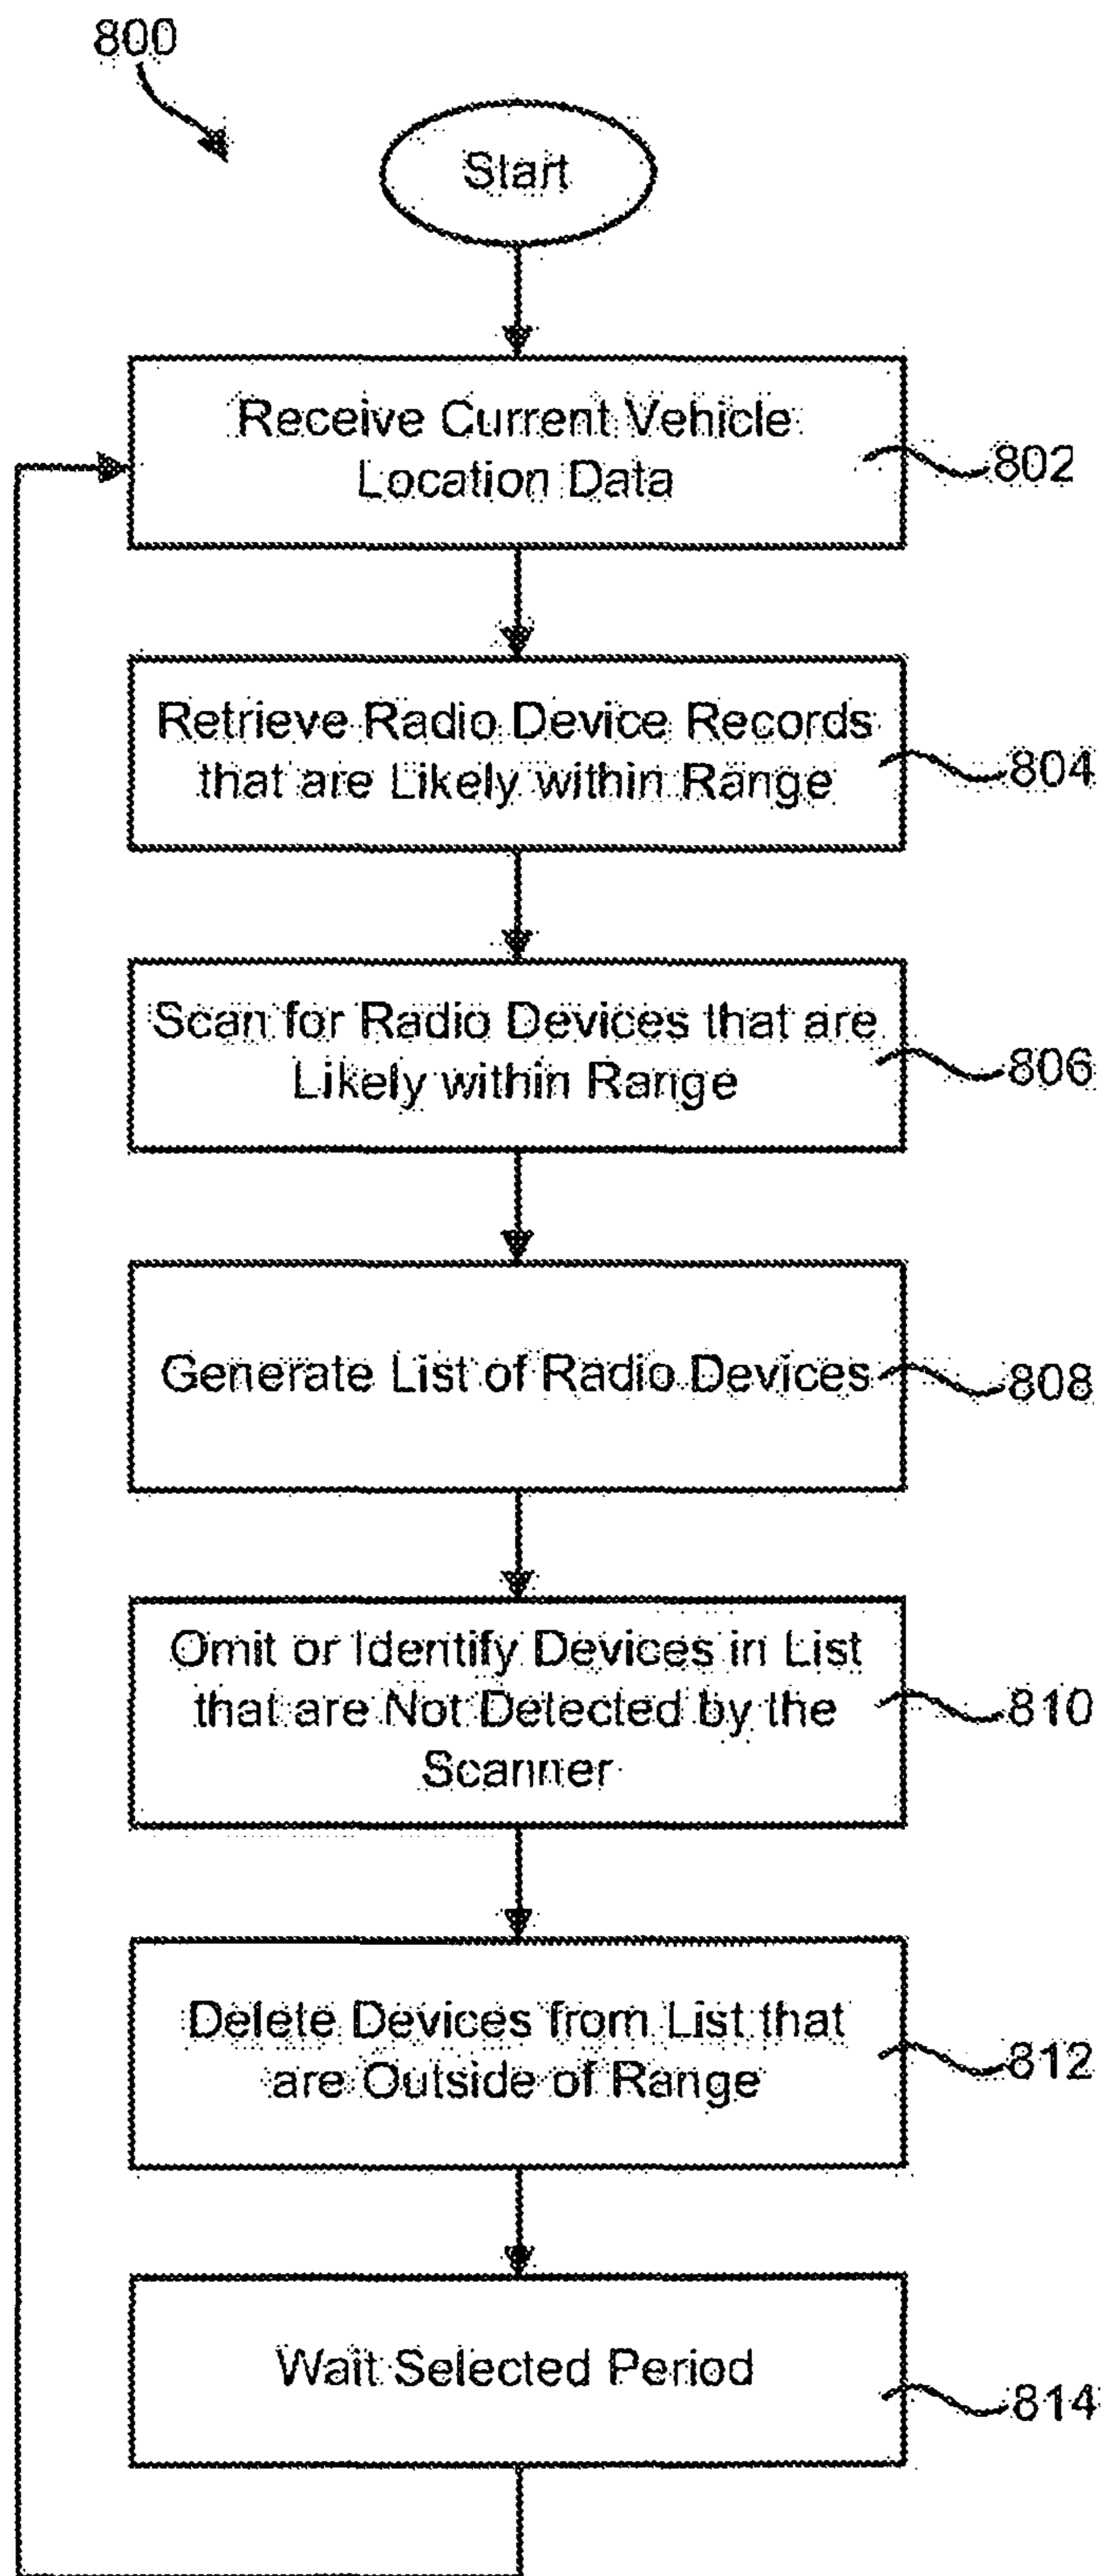 800
Start
Receive Current Vehicle
Location Data
802
Retrieve Radio Device Records
that are Likely within Range
804
Scan for Radio Devices that are
Likely within Range
806
Generate List of Radio Devices
808
Omit or Identify Devices in List
that are Not Detected by the
Scanner
810
Delete Devices from List that
are Outside of Range
812
Wait Selected Period
814